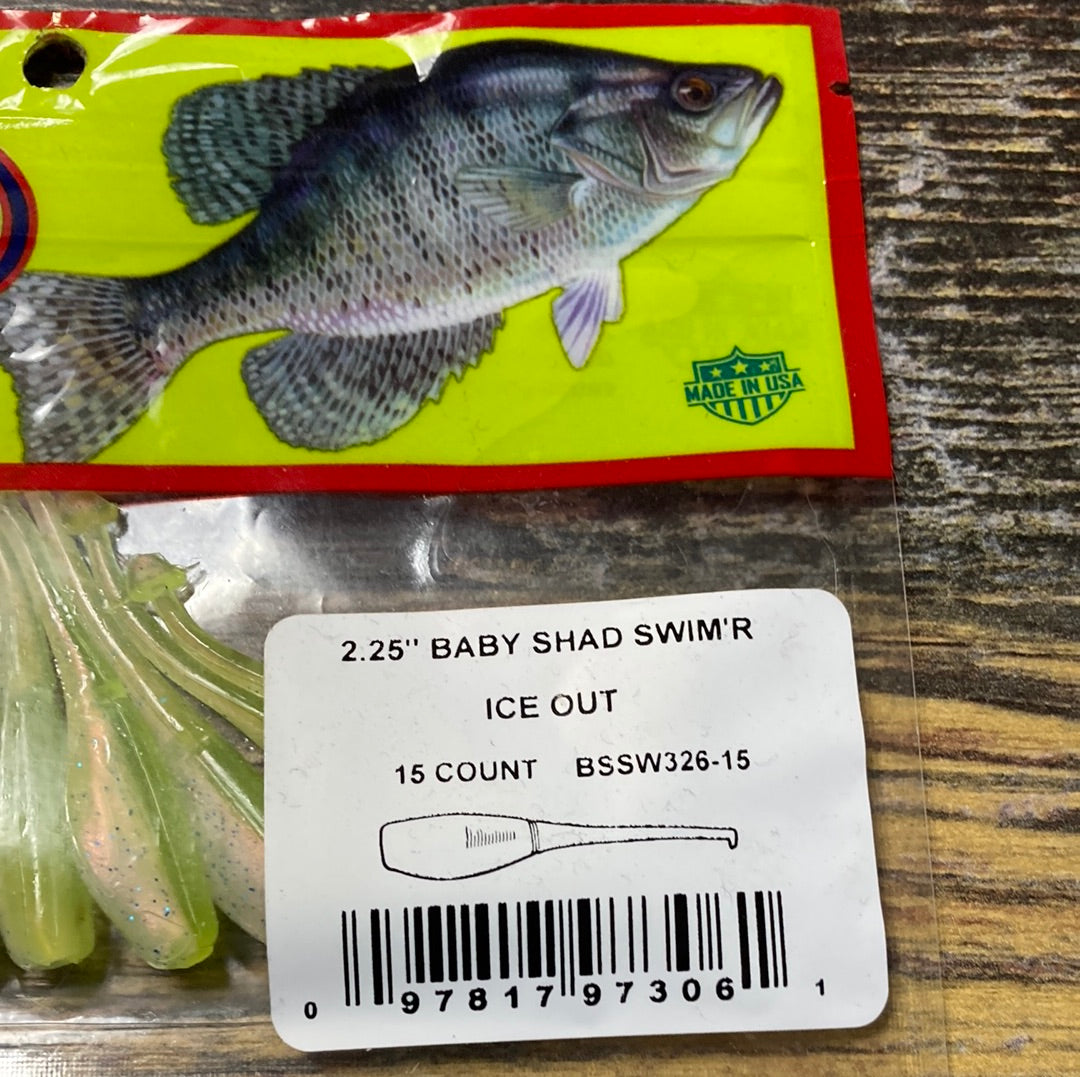 MADE IN USA
2.25" BABY SHAD SWIM'R
ICE OUT
15 COUNT BSSW326-15
0 97817 97306 1